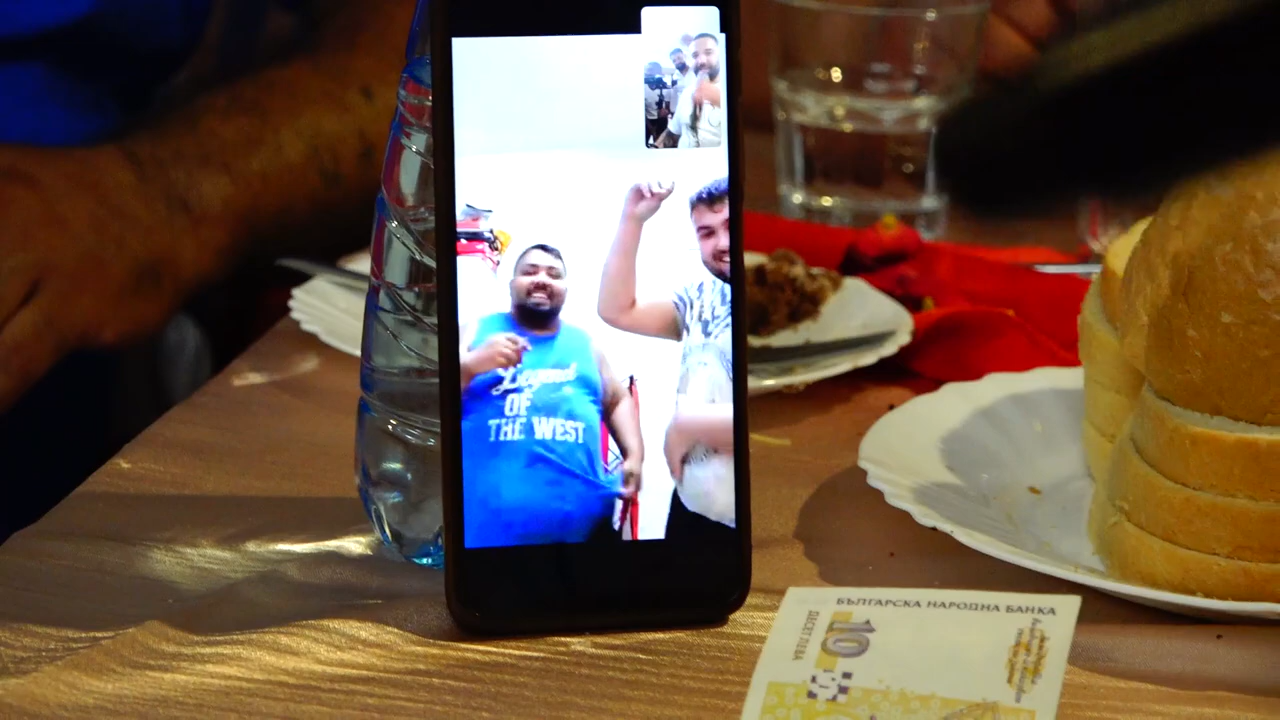 Legend
OF
THE WEST
БЪЛГАРСКА НАРОДНА БАНКА
10
ДЕСЕТ ЛЕВА